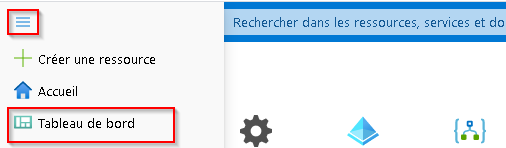 Rechercher dans les ressources, services et do
Créer une ressource
Accueil
Tableau de bord